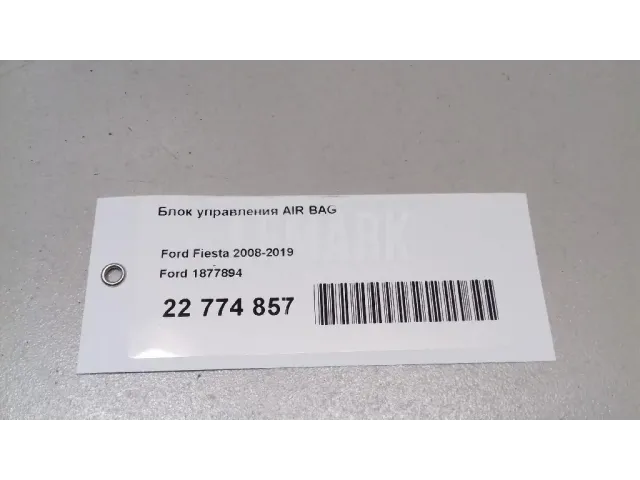 Блок управления AIR BAG
Ford Fiesta 2008-2019
Ford 1877894
22 774 857